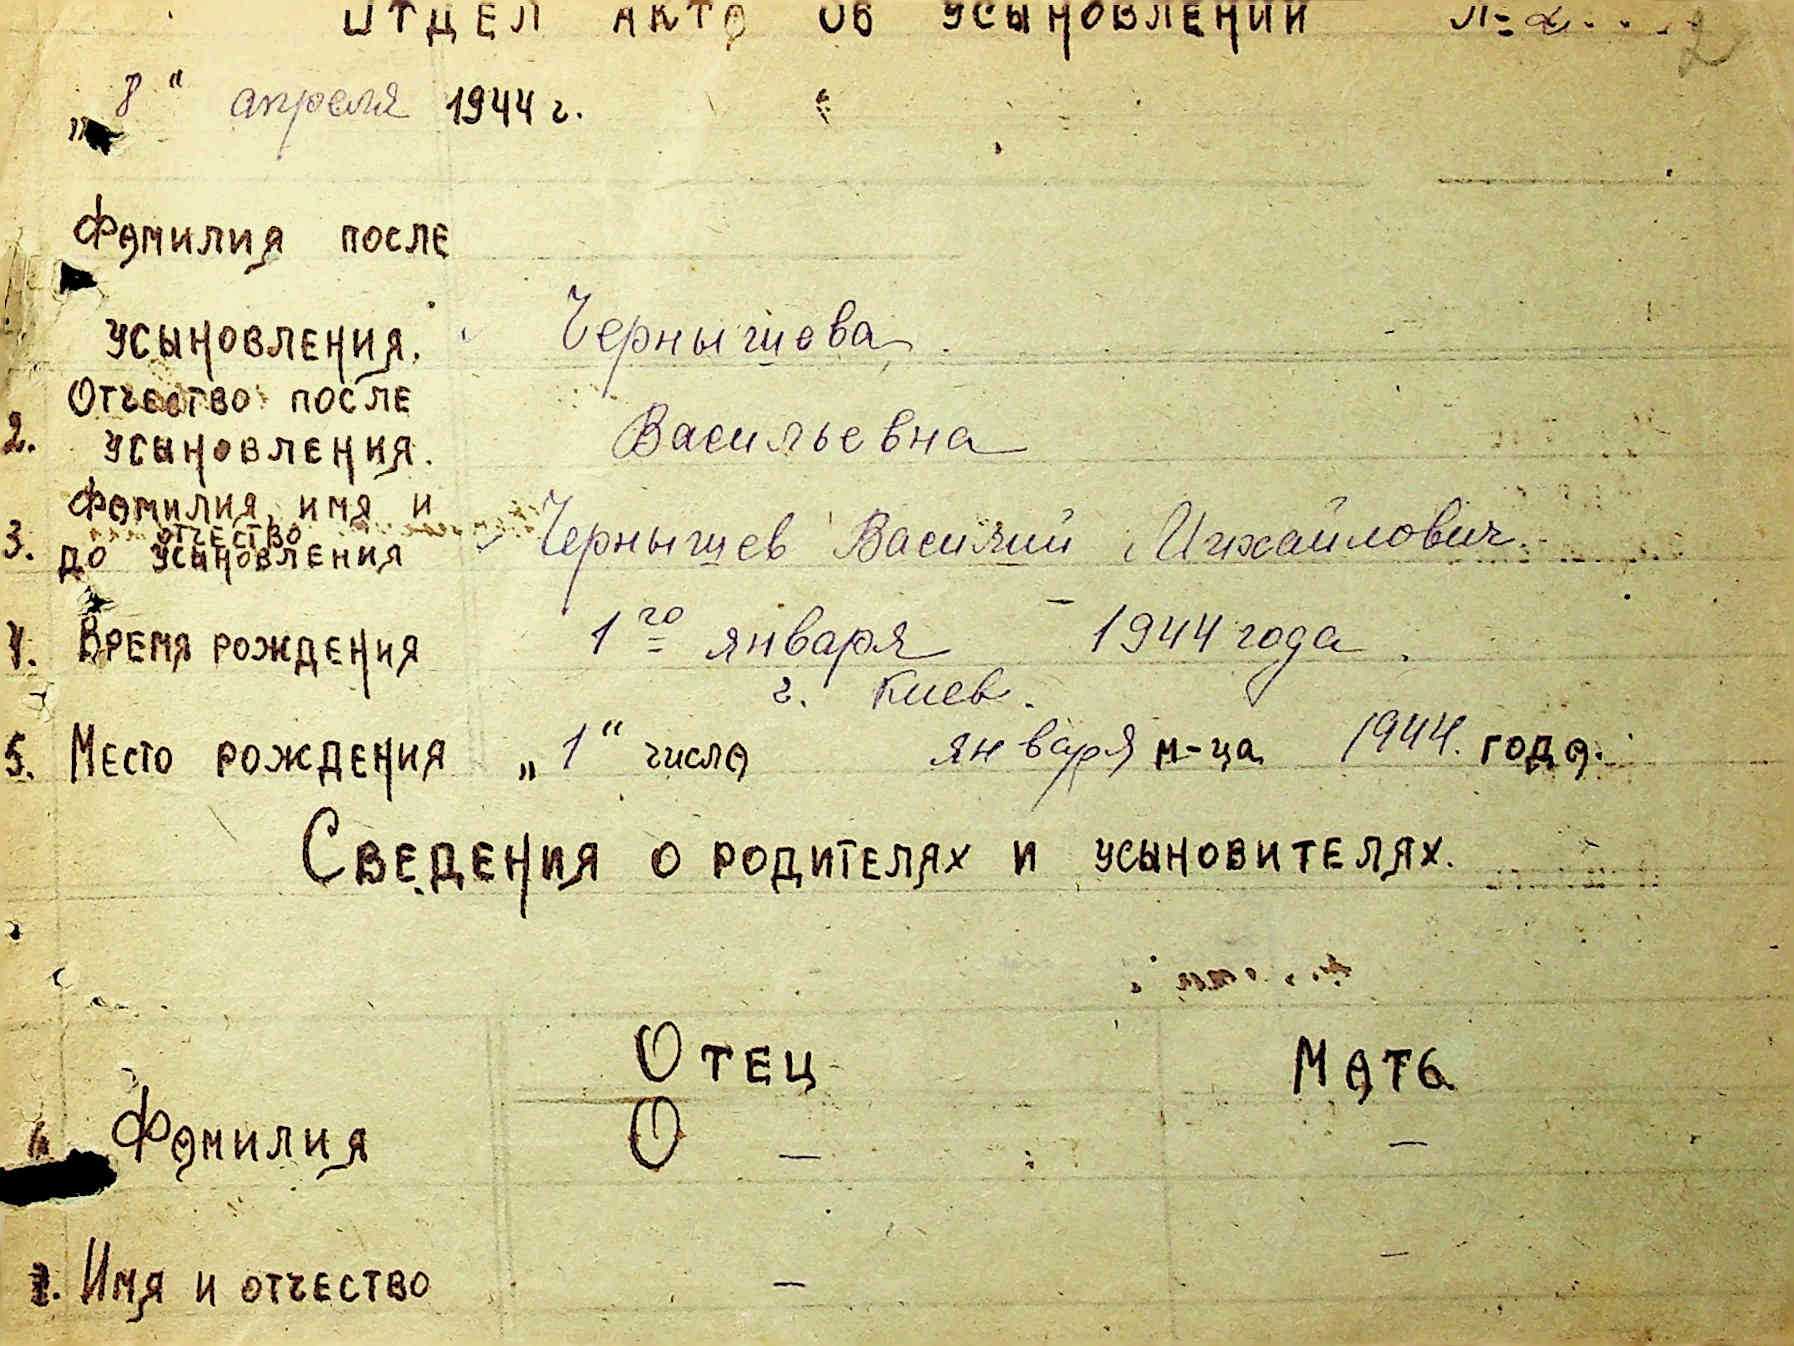 ОТДЕЛ АКТА ОБ УСЫНОВЛЕНИИ №2
2
„8“ апреля 1944 г.
Фамилия после
усыновления. Чернышева
Отчество после
2. усыновления. Васильевна
Фамилия, имя и
отчество
3. до усыновления Чернышев Василий Михайлович
4. Время рождения 1го января – 1944 года.
г. Киев.
5. Место рождения „1“ числа января м-ца 1944. года.
Сведения о родителях и усыновителях.
Отец Мать
Фамилия О — —
Имя и отчество — —